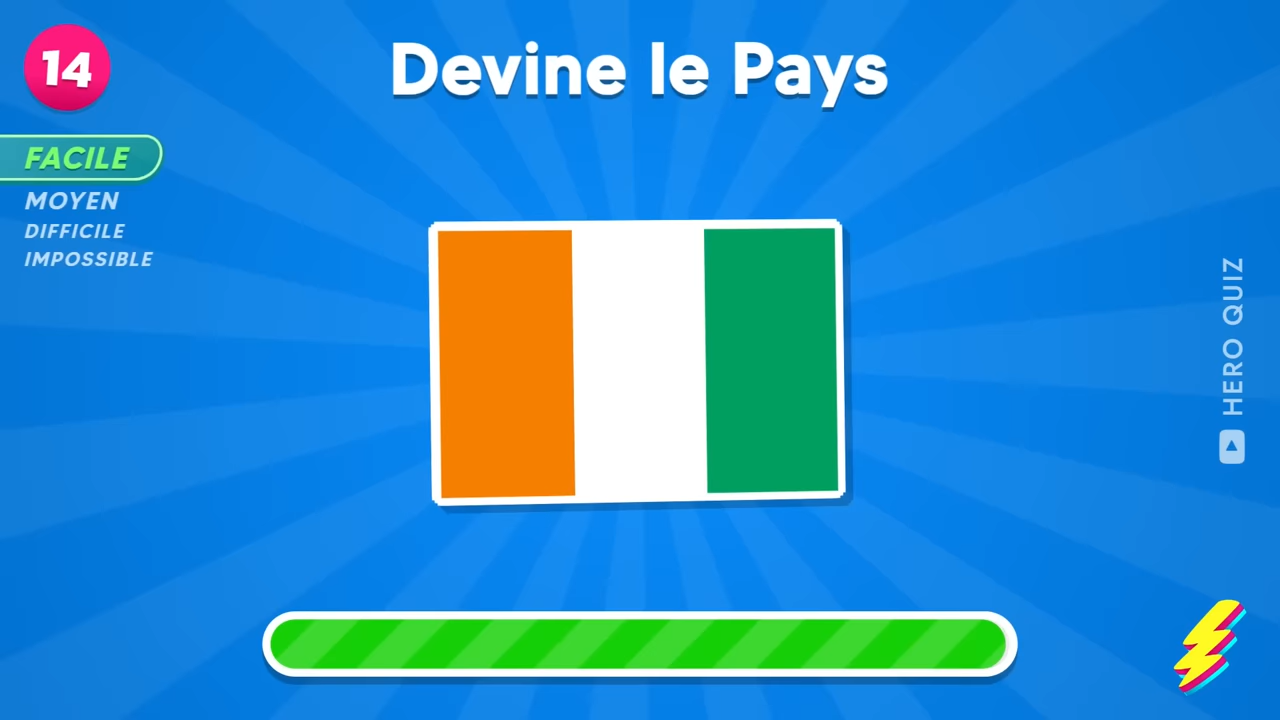 14
Devine le Pays
FACILE
MOYEN
DIFFICILE
IMPOSSIBLE
HERO QUIZ